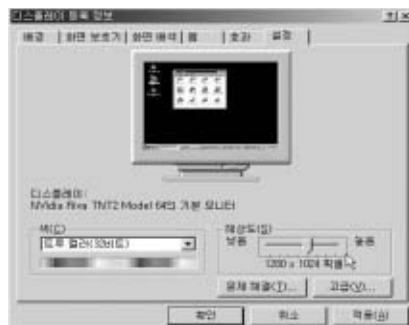 디스플레이 등록 정보
배경 화면 보호기 화면 배색 웹 효과 설정
디스플레이:
NVidia Riva TNT2 Model 64의 기본 모니터
색(C)
트루 컬러(32비트)
해상도(S)
낮음 높음
1280 x 1024 픽셀
문제 해결(T)... 고급(V)...
확인 취소 적용(A)